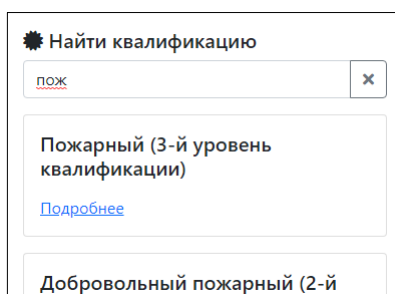 Найти квалификацию
пож
Пожарный (3-й уровень
квалификации)
Подробнее
Добровольный пожарный (2-й